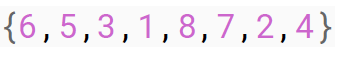 {6, 5, 3, 1, 8, 7, 2, 4}